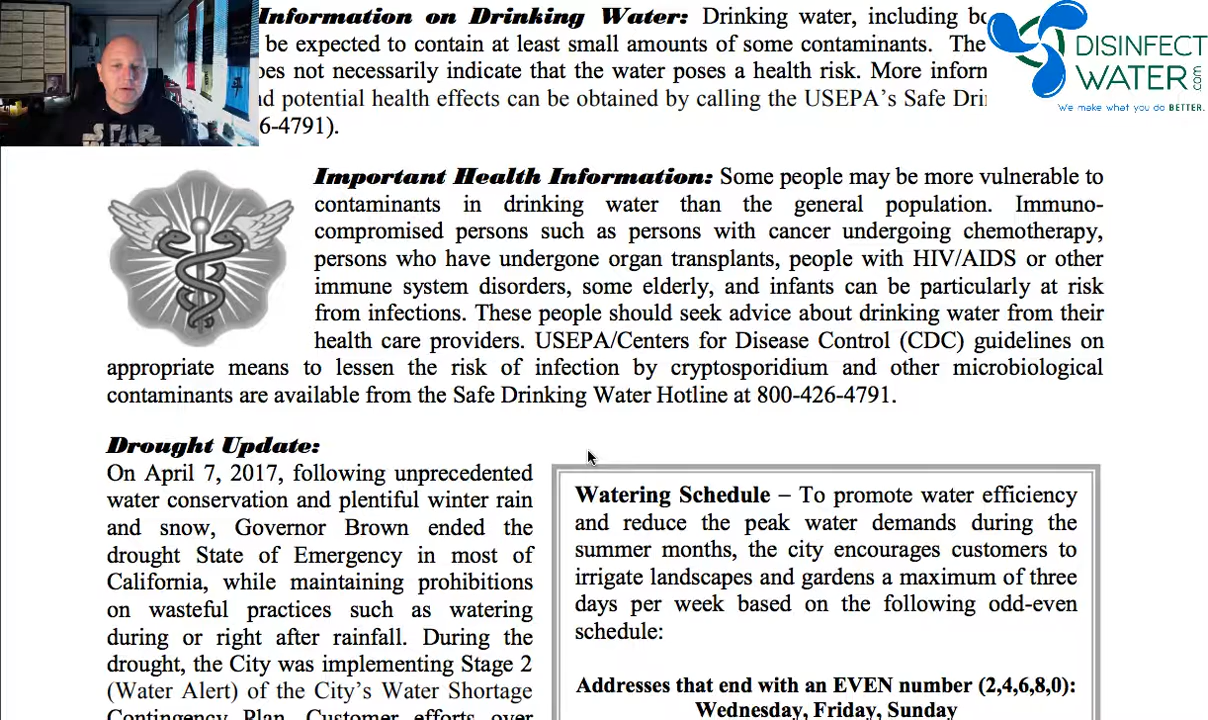 Information on Drinking Water: Drinking water, including
be expected to contain at least small amounts of some contaminants. The
not necessarily indicate that the water poses a health risk. More
potential health effects can be obtained by calling the USEPA's Safe
6-4791).
DISINFECT
WATER.com
We make what you do BETTER.
STAR
Important Health Information: Some people may be more vulnerable to
contaminants in drinking water than the general population. Immuno-
compromised persons such as persons with cancer undergoing chemotherapy,
persons who have undergone organ transplants, people with HIV/AIDS or other
immune system disorders, some elderly, and infants can be particularly at risk
from infections. These people should seek advice about drinking water from their
health care providers. USEPA/Centers for Disease Control (CDC) guidelines on
appropriate means to lessen the risk of infection by cryptosporidium and other microbiological
contaminants are available from the Safe Drinking Water Hotline at 800-426-4791.
Drought Update:
On April 7, 2017, following unprecedented
water conservation and plentiful winter rain
and snow, Governor Brown ended the
drought State of Emergency in most of
California, while maintaining prohibitions
on wasteful practices such as watering
during or right after rainfall. During the
drought, the City was implementing Stage 2
(Water Alert) of the City's Water Shortage
Contingency Plan. Customer efforts over
Watering Schedule – To promote water efficiency
and reduce the peak water demands during the
summer months, the city encourages customers to
irrigate landscapes and gardens a maximum of three
days per week based on the following odd-even
schedule:
Addresses that end with an EVEN number (2,4,6,8,0):
Wednesday, Friday, Sunday